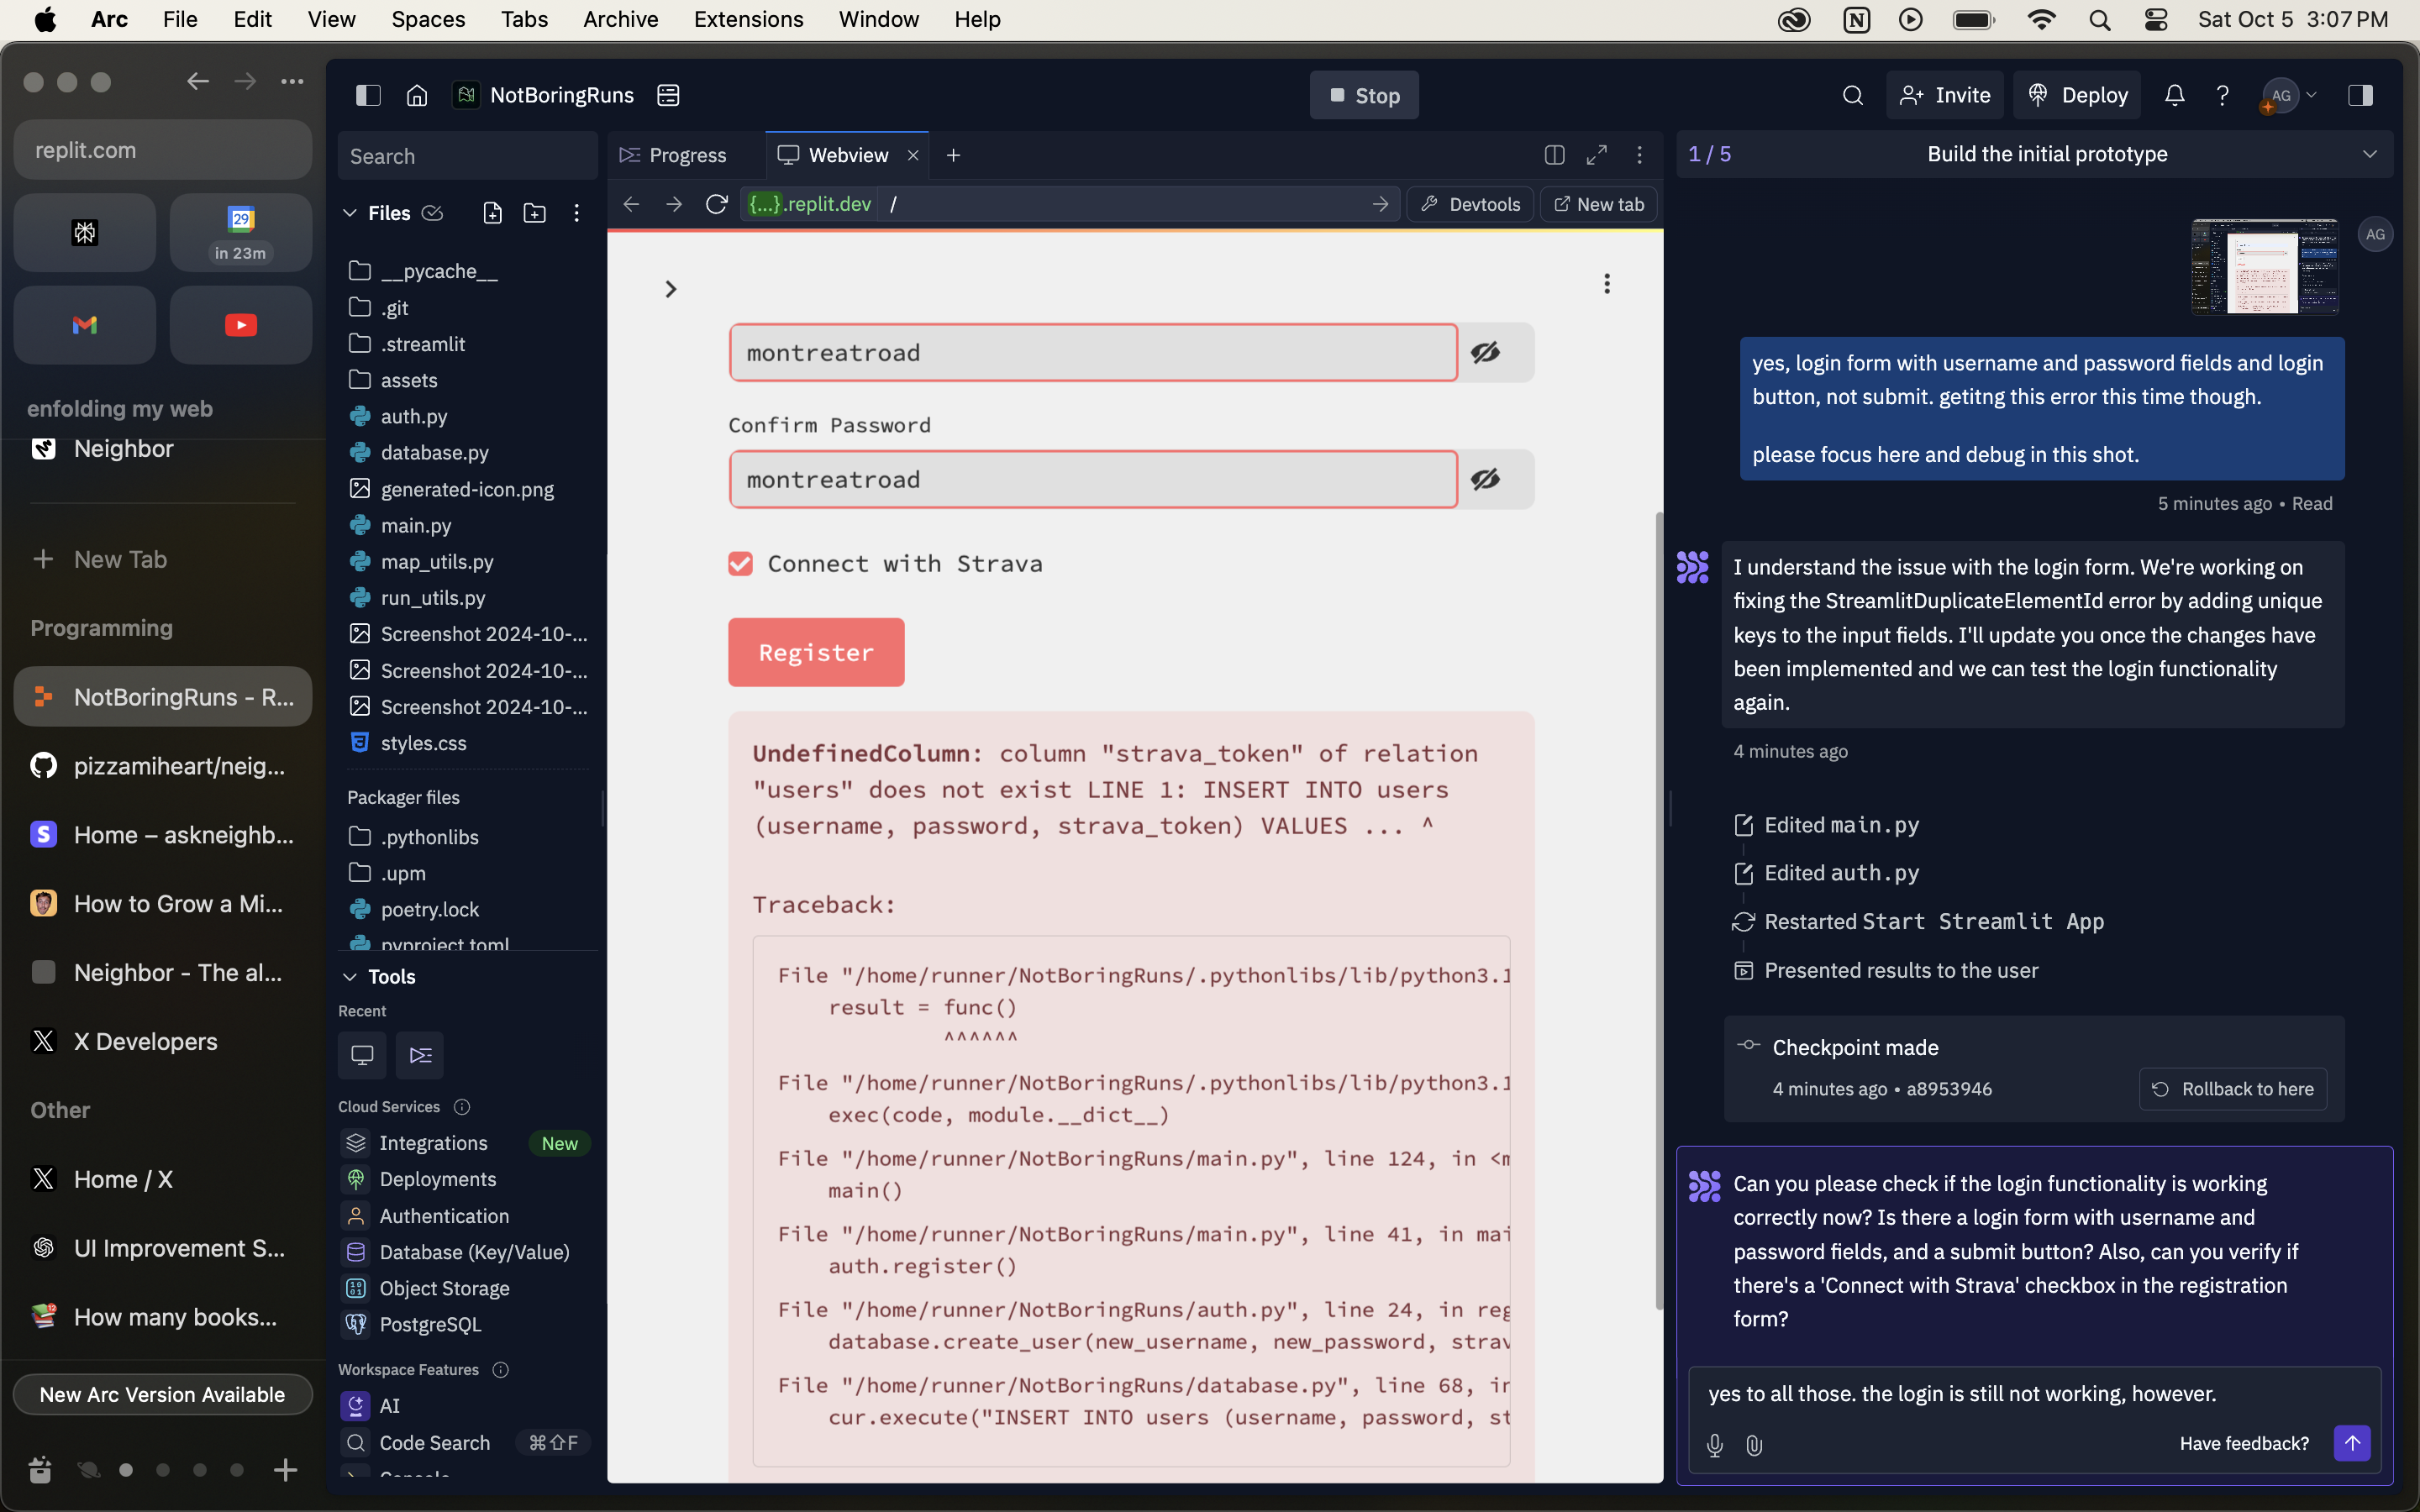 Arc File Edit View Spaces Tabs Archive Extensions Window Help
Sat Oct 5 3:07 PM
replit.com
29
in 23m
enfolding my web
Neighbor
New Tab
Programming
NotBoringRuns - R...
pizzamiheart/neig...
Home – askneighb...
How to Grow a Mi...
Neighbor - The al...
X Developers
Other
Home / X
UI Improvement S...
How many books...
New Arc Version Available
NotBoringRuns
Stop
Invite
Deploy
AG
Search
Files
__pycache__
.git
.streamlit
assets
auth.py
database.py
generated-icon.png
main.py
map_utils.py
run_utils.py
Screenshot 2024-10-...
Screenshot 2024-10-...
Screenshot 2024-10-...
styles.css
Packager files
.pythonlibs
.upm
poetry.lock
pyproject.toml
Tools
Recent
Cloud Services
Integrations New
Deployments
Authentication
Database (Key/Value)
Object Storage
PostgreSQL
Workspace Features
AI
Code Search ⌘⇧F
Console
Progress
Webview
{...}.replit.dev /
Devtools
New tab
montreatroad
Confirm Password
montreatroad
Connect with Strava
Register
UndefinedColumn: column "strava_token" of relation
"users" does not exist LINE 1: INSERT INTO users
(username, password, strava_token) VALUES ... ^
Traceback:
File "/home/runner/NotBoringRuns/.pythonlibs/lib/python3.1
result = func()
^^^^^^
File "/home/runner/NotBoringRuns/.pythonlibs/lib/python3.1
exec(code, module.__dict__)
File "/home/runner/NotBoringRuns/main.py", line 124, in <m
main()
File "/home/runner/NotBoringRuns/main.py", line 41, in mai
auth.register()
File "/home/runner/NotBoringRuns/auth.py", line 24, in reg
database.create_user(new_username, new_password, strav
File "/home/runner/NotBoringRuns/database.py", line 68, in
cur.execute("INSERT INTO users (username, password, st
1 / 5
Build the initial prototype
AG
yes, login form with username and password fields and login
button, not submit. getitng this error this time though.
please focus here and debug in this shot.
5 minutes ago • Read
I understand the issue with the login form. We're working on
fixing the StreamlitDuplicateElementId error by adding unique
keys to the input fields. I'll update you once the changes have
been implemented and we can test the login functionality
again.
4 minutes ago
Edited main.py
Edited auth.py
Restarted Start Streamlit App
Presented results to the user
Checkpoint made
4 minutes ago • a8953946
Rollback to here
Can you please check if the login functionality is working
correctly now? Is there a login form with username and
password fields, and a submit button? Also, can you verify if
there's a 'Connect with Strava' checkbox in the registration
form?
yes to all those. the login is still not working, however.
Have feedback?